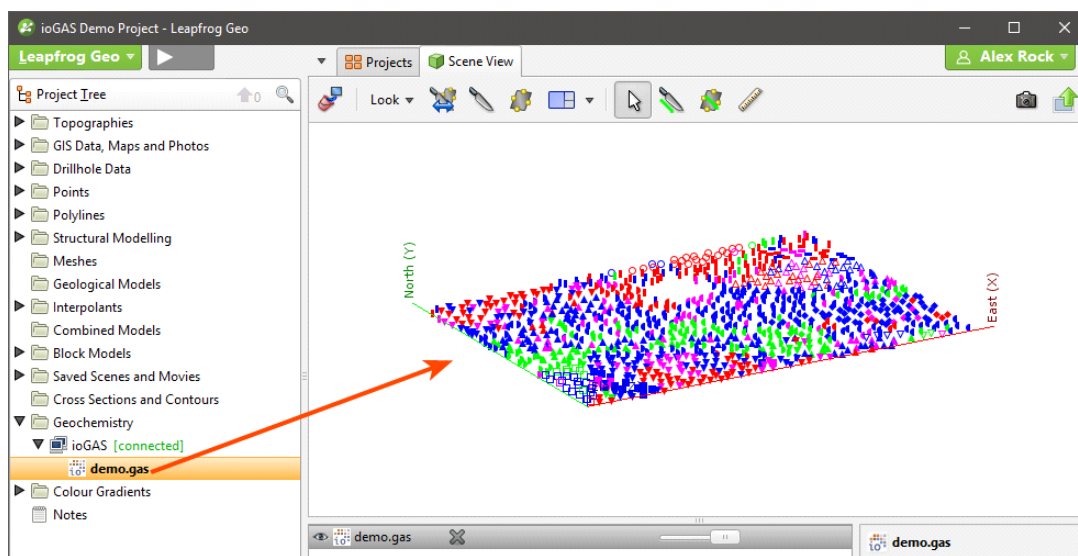 ioGAS Demo Project - Leapfrog Geo
Leapfrog Geo
Projects
Scene View
Alex Rock
Project Tree
0
Look
Topographies
GIS Data, Maps and Photos
Drillhole Data
Points
Polylines
Structural Modelling
Meshes
Geological Models
Interpolants
Combined Models
Block Models
Saved Scenes and Movies
Cross Sections and Contours
Geochemistry
ioGAS [connected]
demo.gas
Colour Gradients
Notes
North (Y)
East (X)
demo.gas
demo.gas